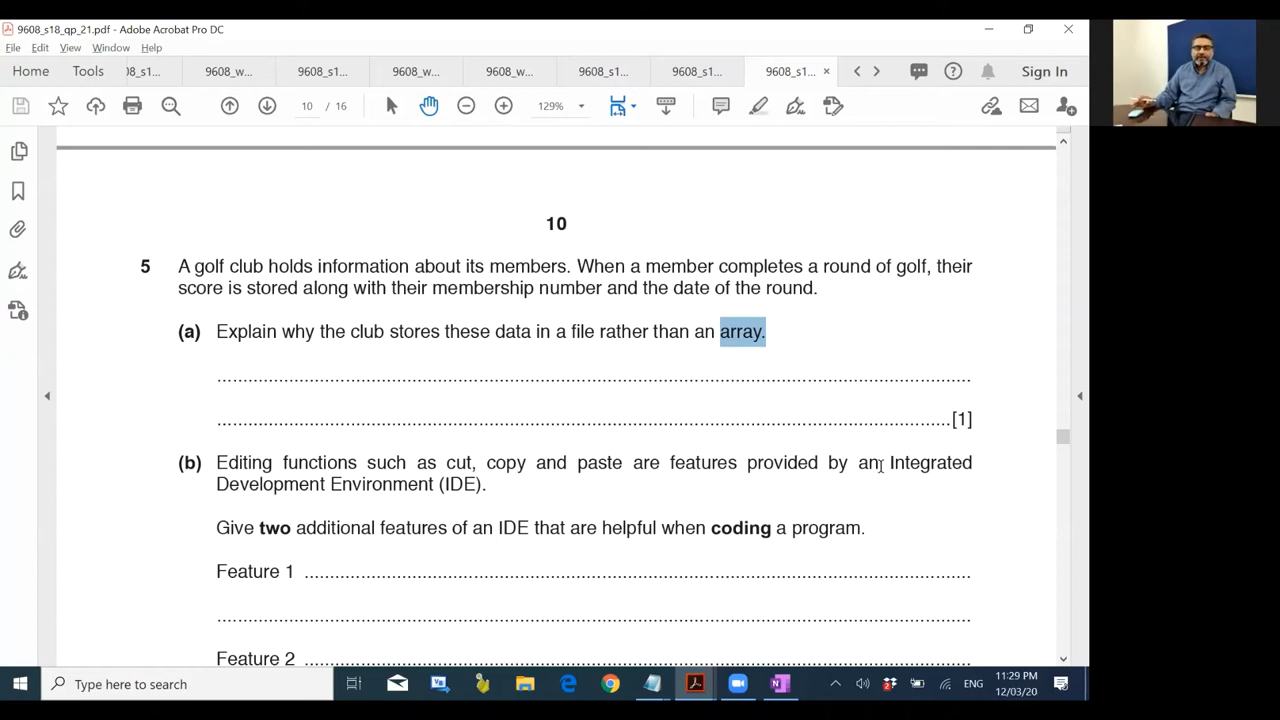 9608_s18_qp_21.pdf - Adobe Acrobat Pro DC
File Edit View Window Help
Home Tools 08_s1... 9608_w... 9608_s1... 9608_w... 9608_w... 9608_s1... 9608_s1... 9608_s1... × Sign In
10 / 16 129%
10
5 A golf club holds information about its members. When a member completes a round of golf, their
score is stored along with their membership number and the date of the round.
(a) Explain why the club stores these data in a file rather than an array.
................................................................................................................................
.............................................................................................................................[1]
(b) Editing functions such as cut, copy and paste are features provided by an Integrated
Development Environment (IDE).
Give two additional features of an IDE that are helpful when coding a program.
Feature 1 .................................................................................................................
................................................................................................................................
Feature 2 .................................................................................................................
Type here to search
ENG
11:29 PM
12/03/20